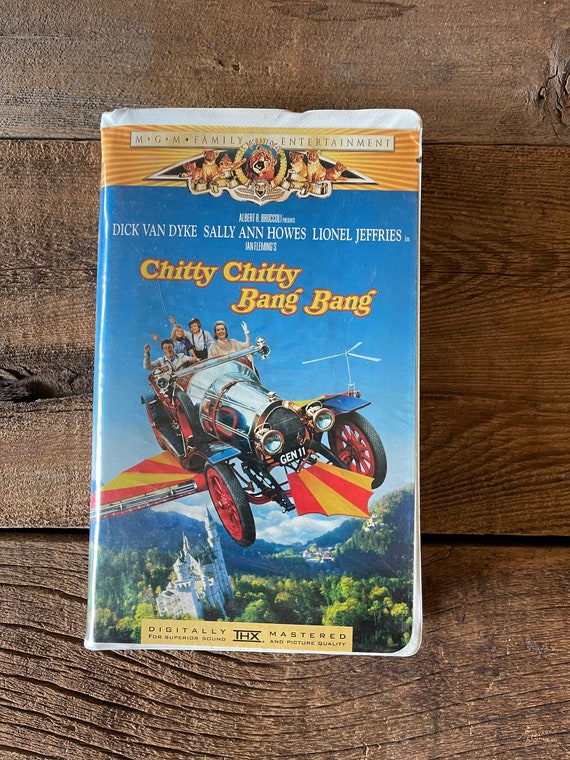 M·G·M·FAMILY ENTERTAINMENT
ALBERT R. BROCCOLI PRESENTS
DICK VAN DYKE SALLY ANN HOWES LIONEL JEFFRIES in
IAN FLEMING'S
Chitty Chitty
Bang Bang
GEN 11
DIGITALLY THX MASTERED
FOR SUPERIOR SOUND AND PICTURE QUALITY